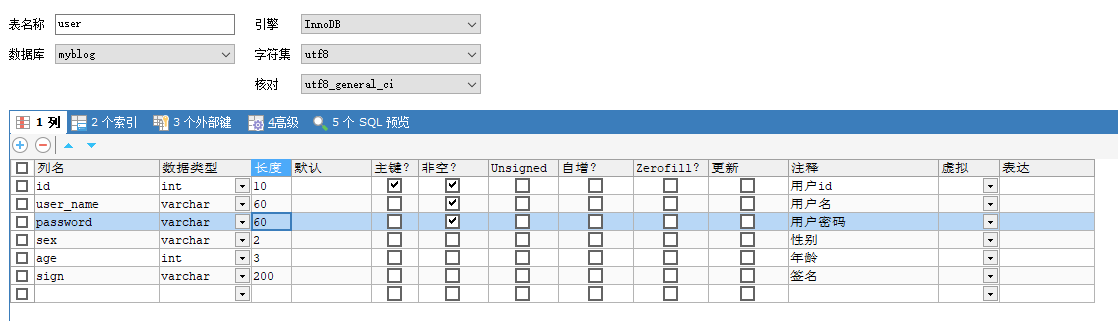 表名称 user 引擎 InnoDB
数据库 myblog 字符集 utf8
核对 utf8_general_ci
1 列 2 个索引 3 个外部键 4高级 5 个 SQL 预览
列名 数据类型 长度 默认 主键? 非空? Unsigned 自增? Zerofill? 更新 注释 虚拟 表达
id int 10 用户id
user_name varchar 60 用户名
password varchar 60 用户密码
sex varchar 2 性别
age int 3 年龄
sign varchar 200 签名